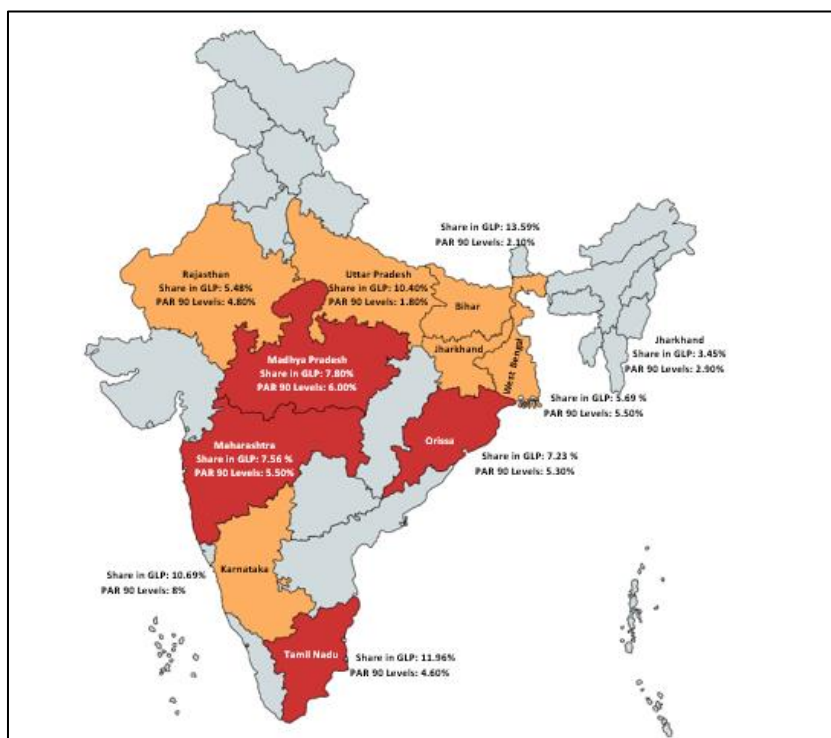 Share in GLP: 13.59%
PAR 90 Levels: 2.10%
Rajasthan
Share in GLP: 5.48%
PAR 90 Levels: 4.80%
Uttar Pradesh
Share in GLP: 10.40%
PAR 90 Levels: 1.80%
Bihar
Jharkhand
West Bengal
Jharkhand
Share in GLP: 3.45%
PAR 90 Levels: 2.90%
Madhya Pradesh
Share in GLP: 7.80%
PAR 90 Levels: 6.00%
Share in GLP: 5.69 %
PAR 90 Levels: 5.50%
Maharashtra
Share in GLP: 7.56 %
PAR 90 Levels: 5.50%
Orissa
Share in GLP: 7.23 %
PAR 90 Levels: 5.30%
Karnataka
Share in GLP: 10.69%
PAR 90 Levels: 8%
Tamil Nadu
Share in GLP: 11.96%
PAR 90 Levels: 4.60%